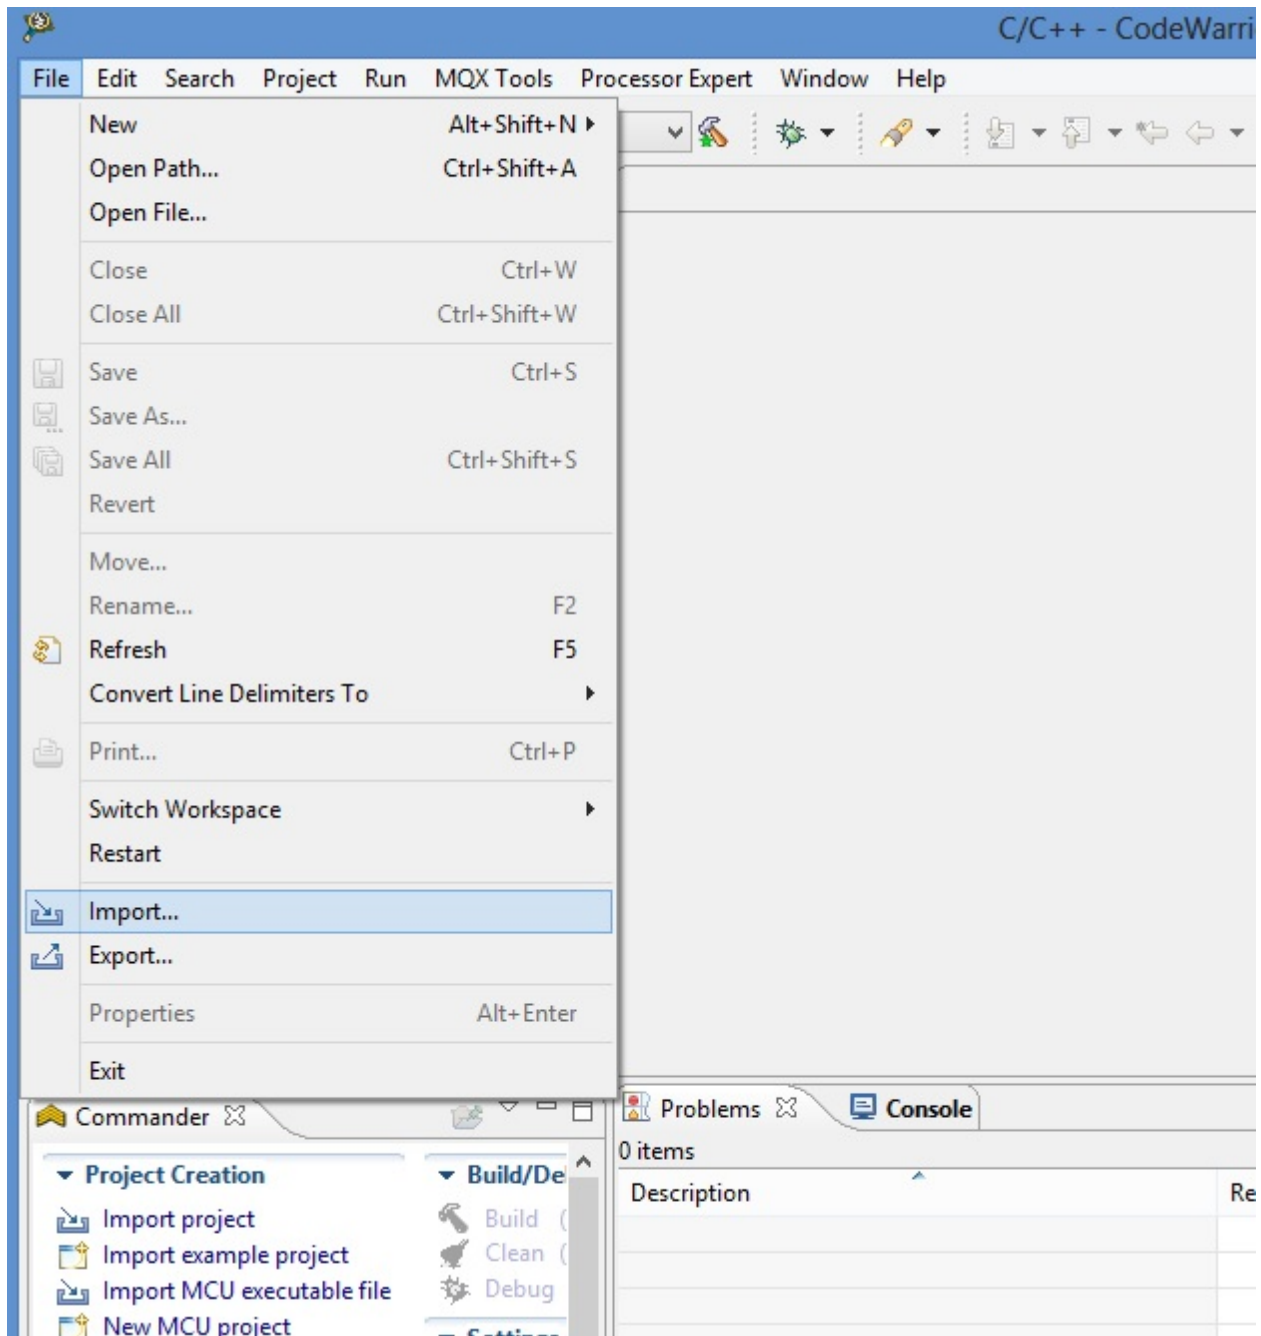 C/C++ - CodeWarri
File Edit Search Project Run MQX Tools Processor Expert Window Help
New Alt+Shift+N
Open Path... Ctrl+Shift+A
Open File...
Close Ctrl+W
Close All Ctrl+Shift+W
Save Ctrl+S
Save As...
Save All Ctrl+Shift+S
Revert
Move...
Rename... F2
Refresh F5
Convert Line Delimiters To
Print... Ctrl+P
Switch Workspace
Restart
Import...
Export...
Properties Alt+Enter
Exit
Commander
Problems Console
0 items
Project Creation Build/De
Description Re
Import project Build (
Import example project Clean (
Import MCU executable file Debug
New MCU project Settings